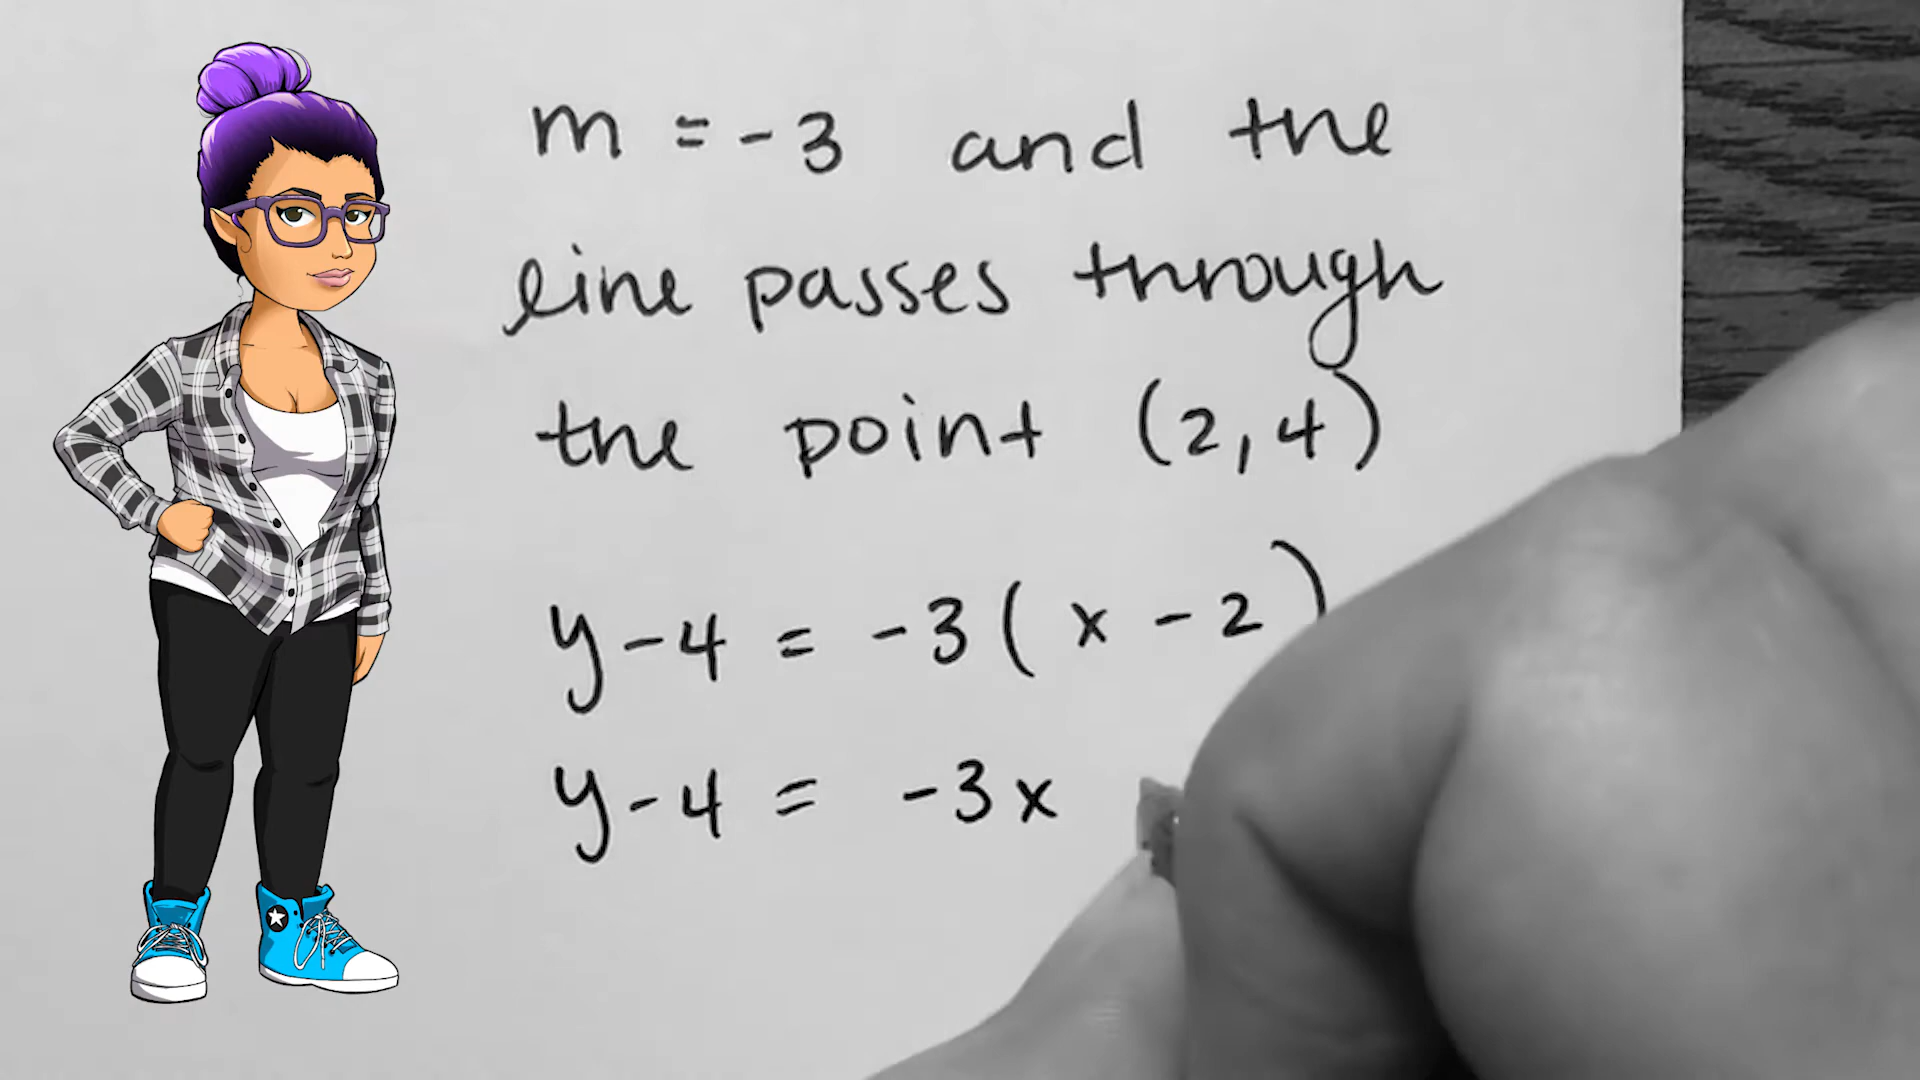 m = -3 and the
line passes through
the point (2,4)
y-4 = -3(x-2)
y-4 = -3x